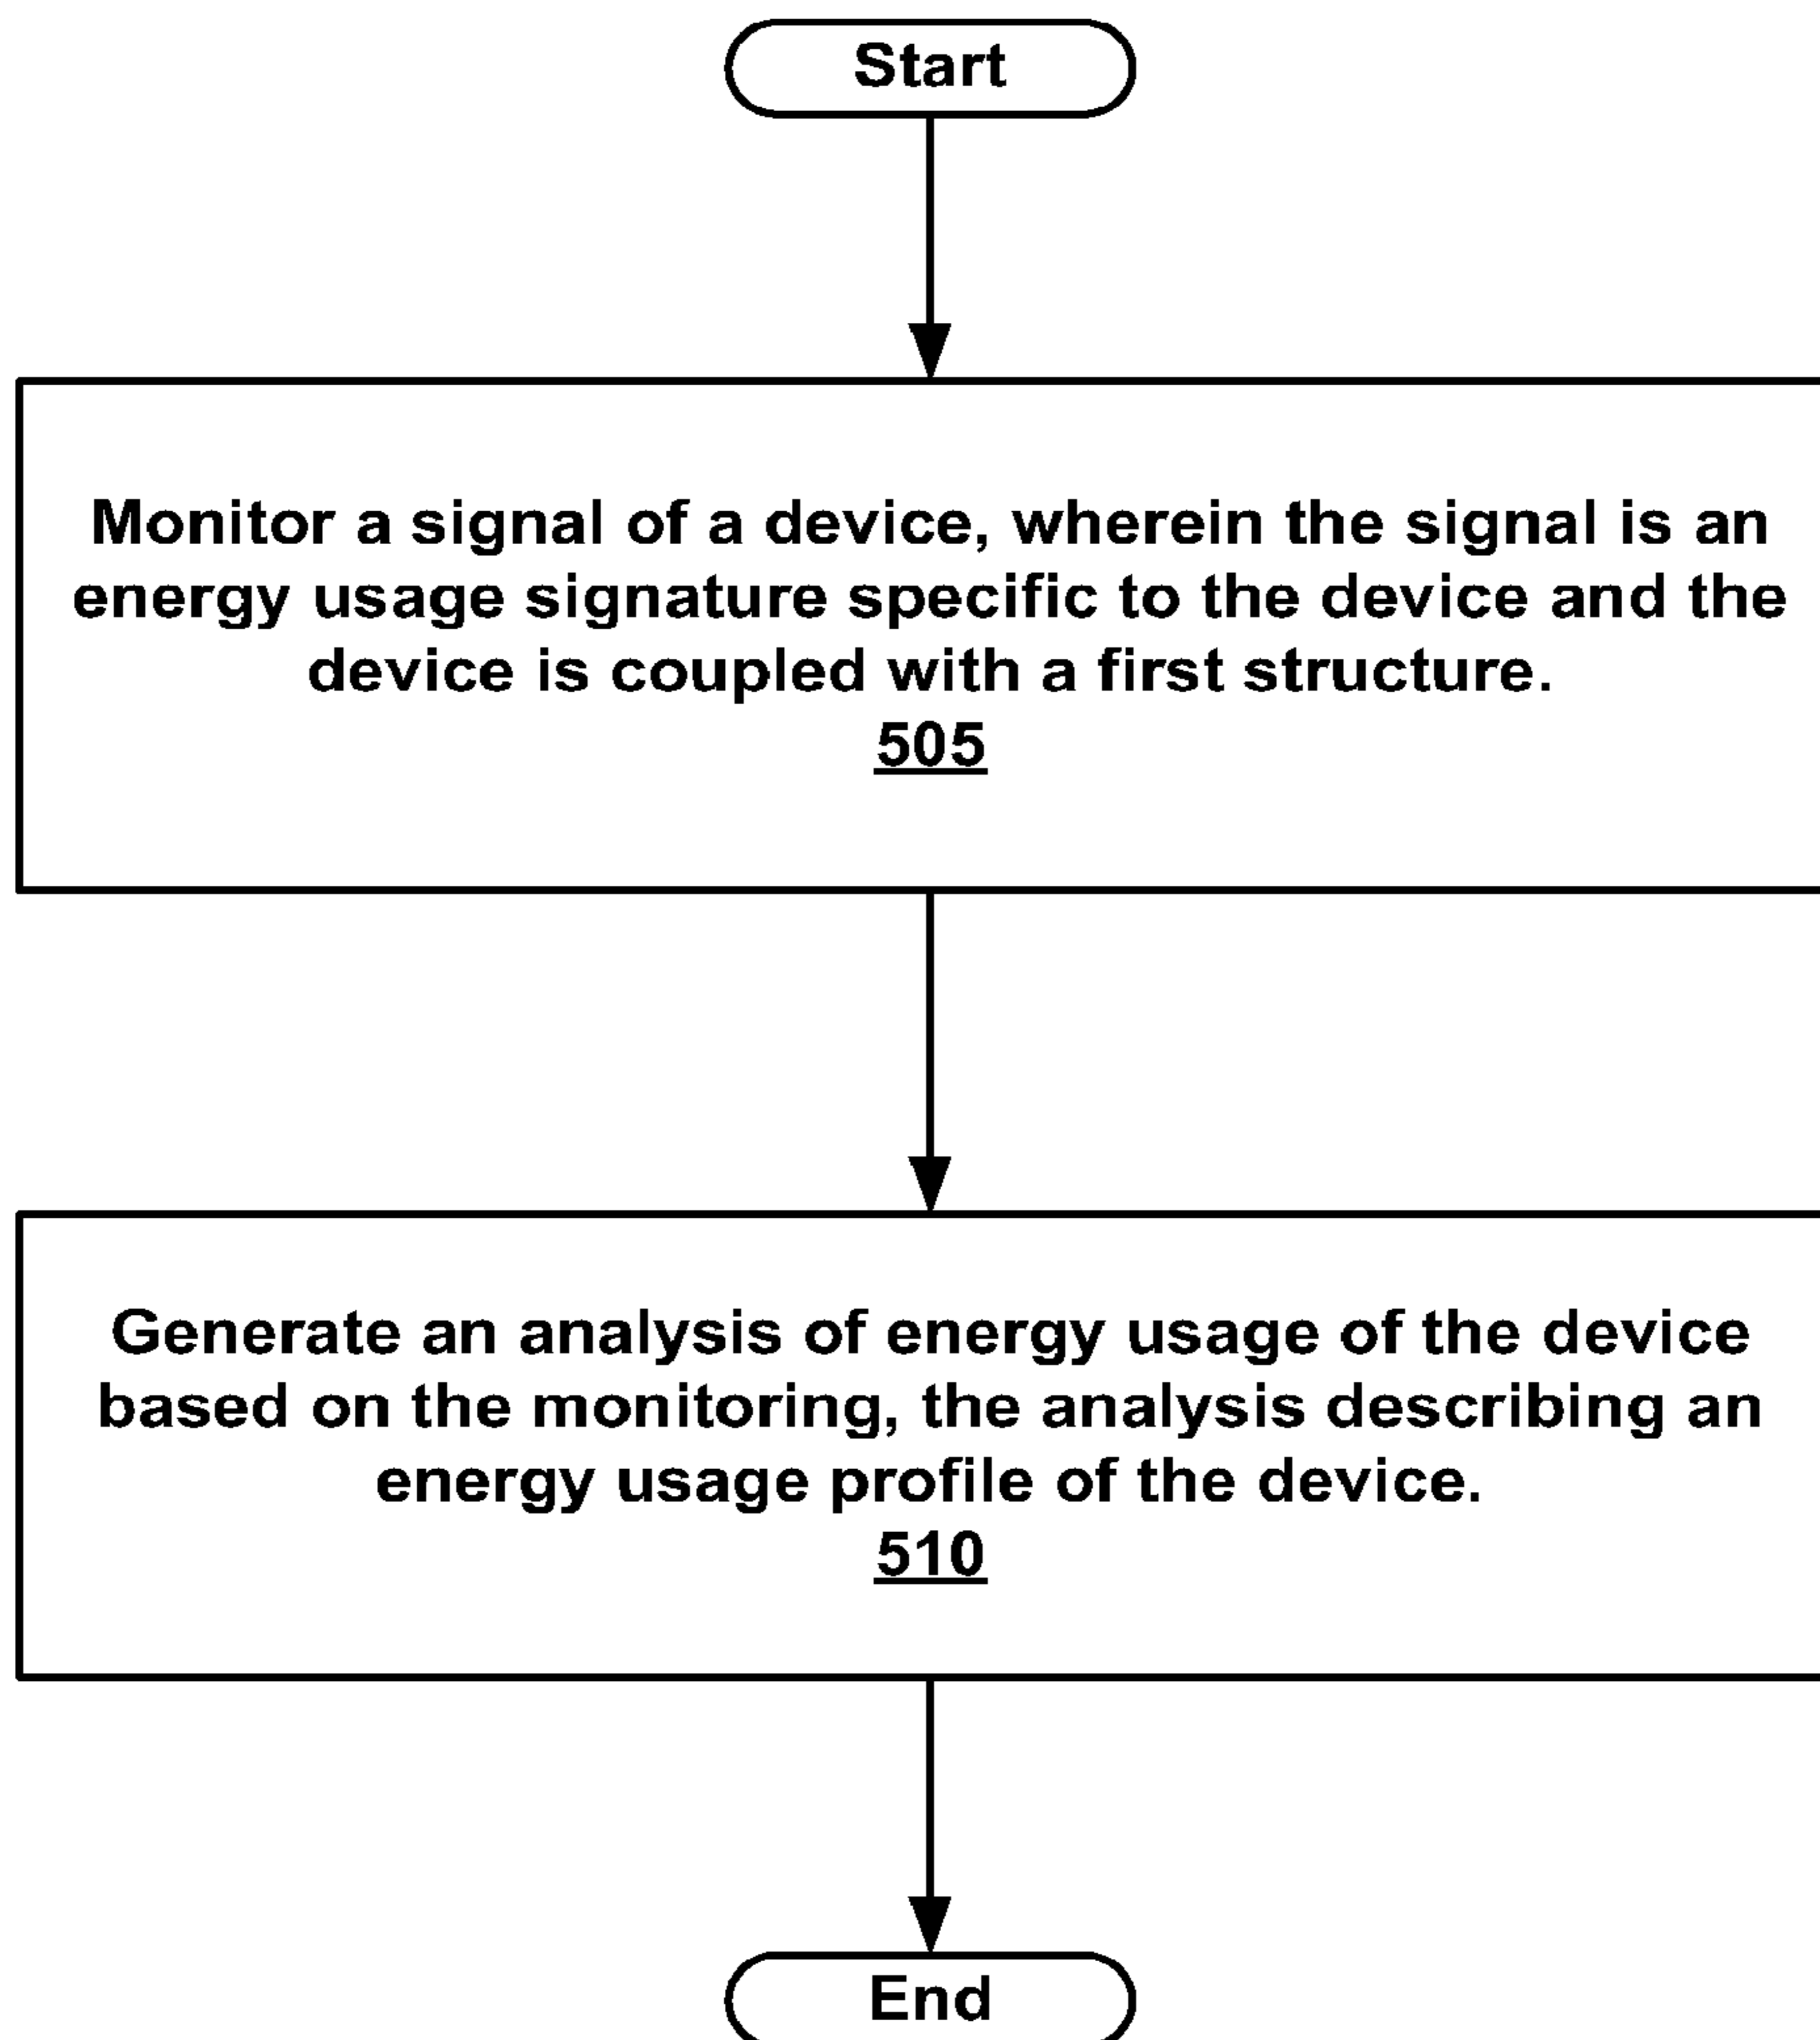 Start
Monitor a signal of a device, wherein the signal is an
energy usage signature specific to the device and the
device is coupled with a first structure.
505
Generate an analysis of energy usage of the device
based on the monitoring, the analysis describing an
energy usage profile of the device.
510
End